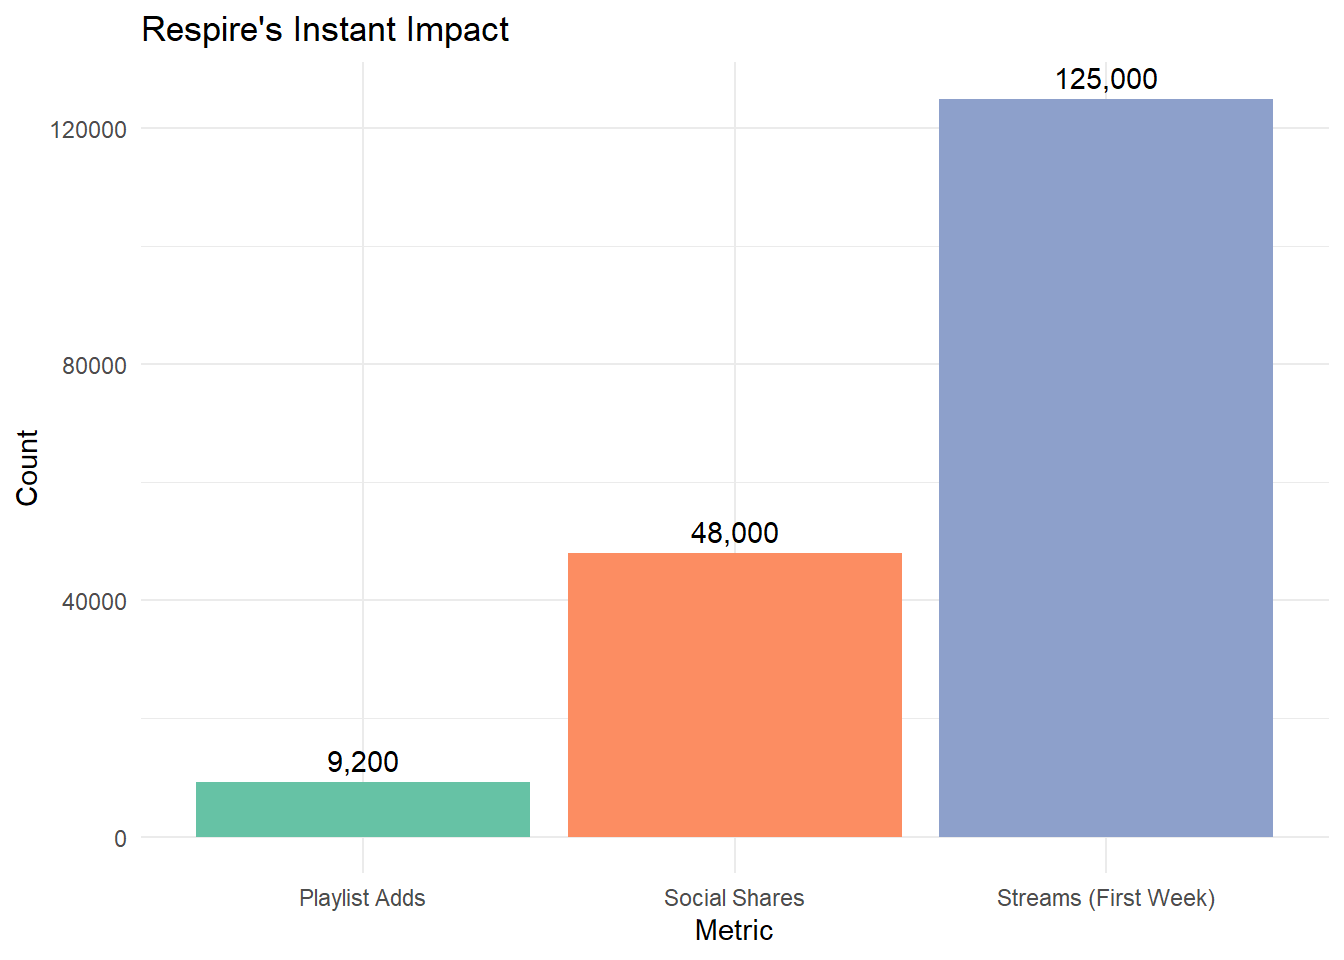 Respire's Instant Impact
125,000
120000
80000
Count
48,000
40000
9,200
0
Playlist Adds
Social Shares
Streams (First Week)
Metric